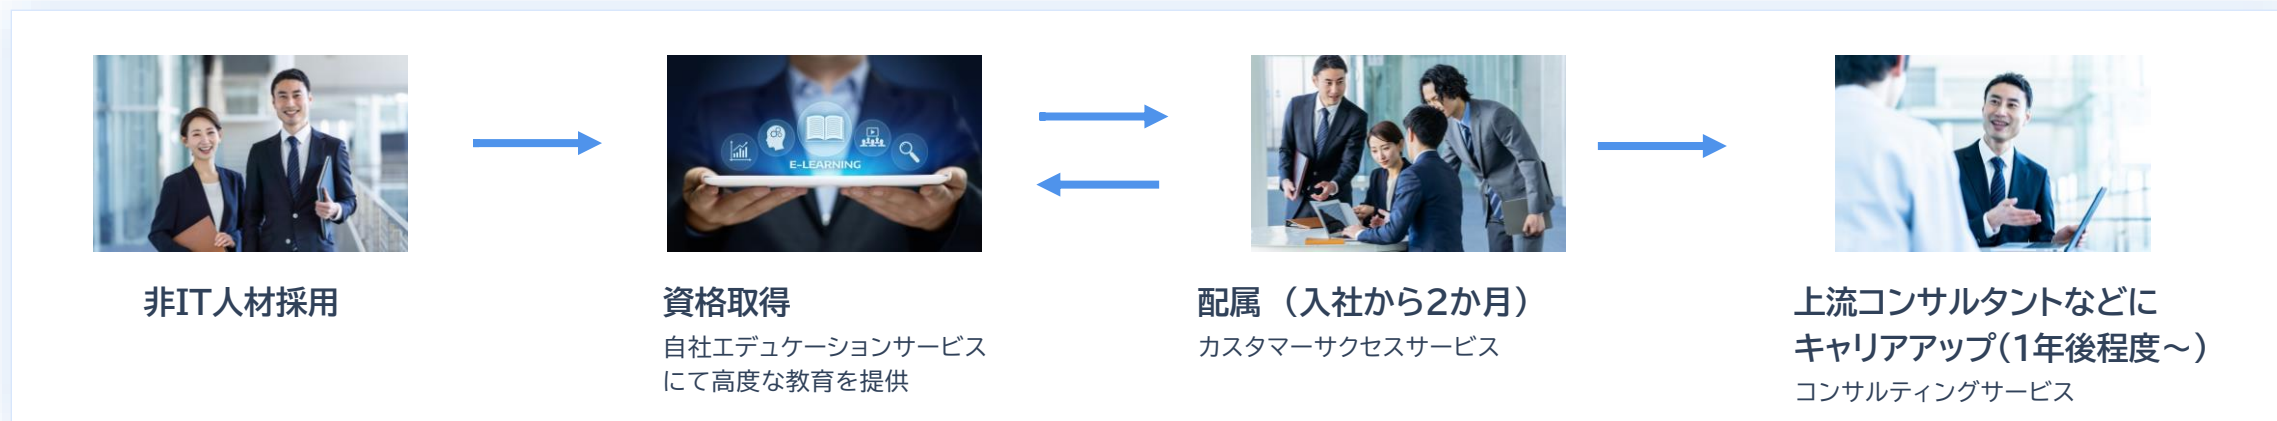 E-LEARNING
非IT人材採用
資格取得
自社エデュケーションサービス
にて高度な教育を提供
配属（入社から2か月）
カスタマーサクセスサービス
上流コンサルタントなどに
キャリアアップ(1年後程度～)
コンサルティングサービス